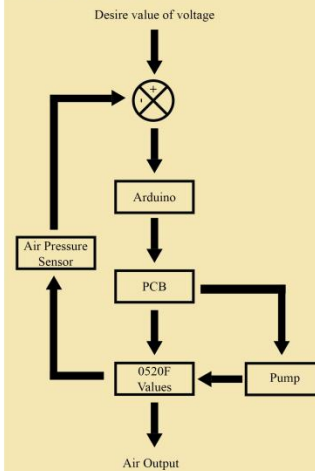 Desire value of voltage
+
-
Arduino
Air Pressure
Sensor
PCB
0520F
Values
Pump
Air Output